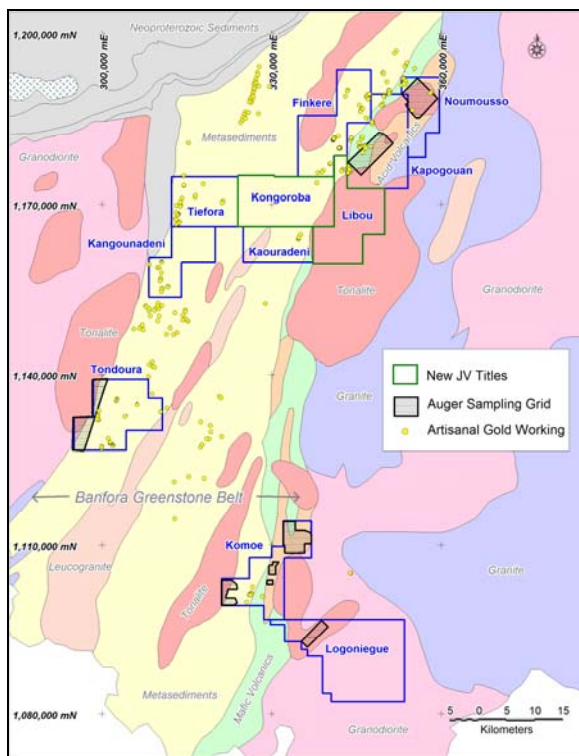 1,200,000 mN
300,000 mE
330,000 mE
360,000 mE
Neoproterozoic Sediments
Finkere
Noumousso
Metasediments
Granodiorite
Acid Volcanics
Kapogouan
1,170,000 mN
Tiefora
Kongoroba
Libou
Kangounadeni
Kaouradeni
Tonalite
Granodiorite
Tonalite
1,140,000 mN
Tondoura
New JV Titles
Auger Sampling Grid
Artisanal Gold Working
Granite
Banfora Greenstone Belt
1,110,000 mN
Komoe
Leucogranite
Granite
Tonalite
Logoniegue
Mafic Volcanics
Metasediments
1,080,000 mN
Granodiorite
5 0 5 10 15
Kilometers